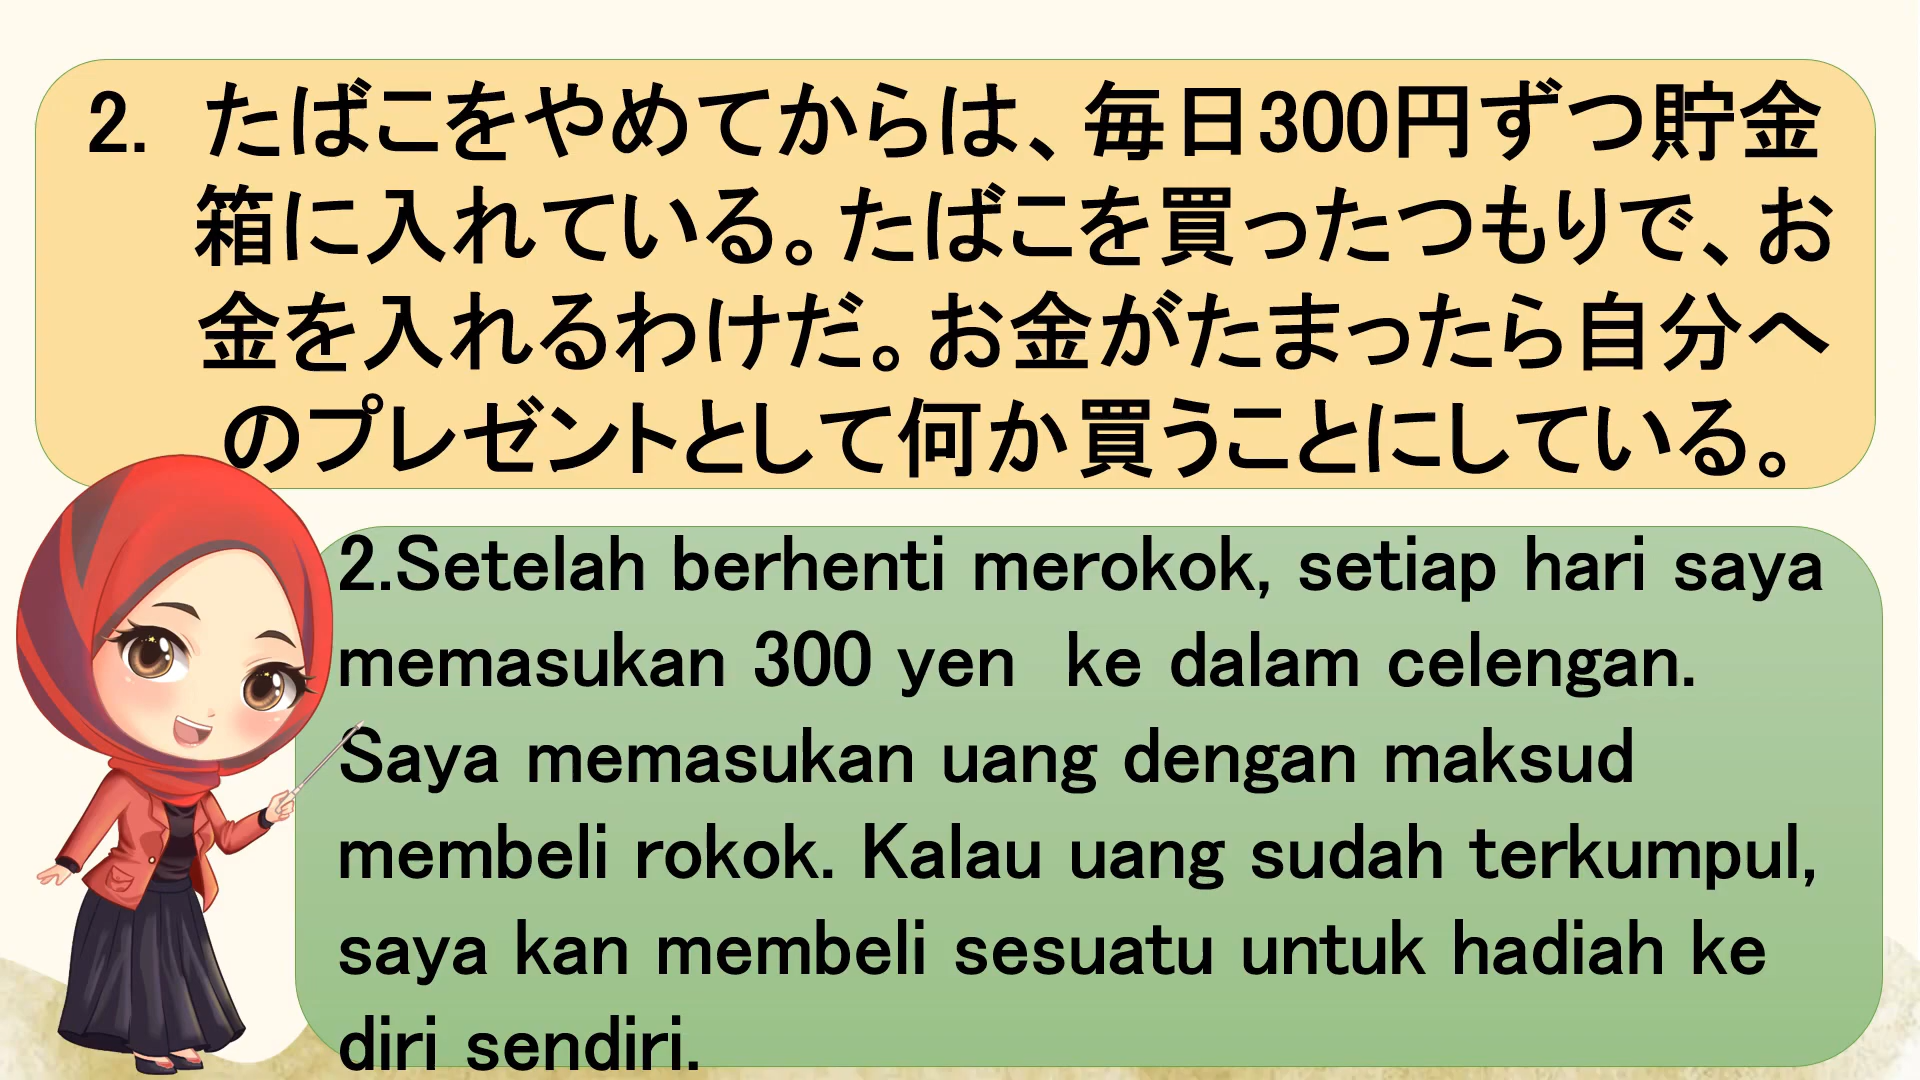 2. たばこをやめてからは、毎日300円ずつ貯金
箱に入れている。たばこを買ったつもりで、お
金を入れるわけだ。お金がたまったら自分へ
のプレゼントとして何か買うことにしている。
2.Setelah berhenti merokok, setiap hari saya
memasukan 300 yen ke dalam celengan.
Saya memasukan uang dengan maksud
membeli rokok. Kalau uang sudah terkumpul,
saya kan membeli sesuatu untuk hadiah ke
diri sendiri.